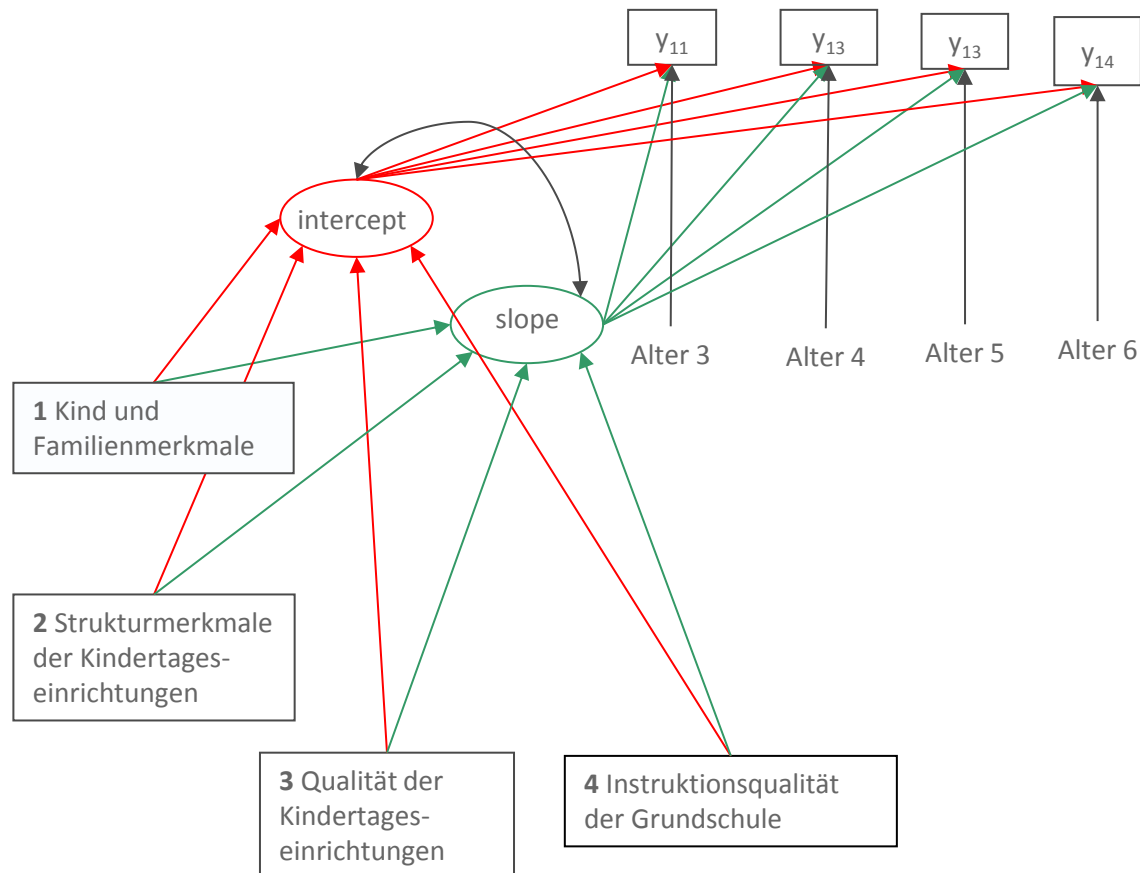 y11
y13
y13
y14
intercept
slope
Alter 3
Alter 4
Alter 5
Alter 6
1 Kind und
Familienmerkmale
2 Strukturmerkmale
der Kindertages-
einrichtungen
3 Qualität der
Kindertages-
einrichtungen
4 Instruktionsqualität
der Grundschule